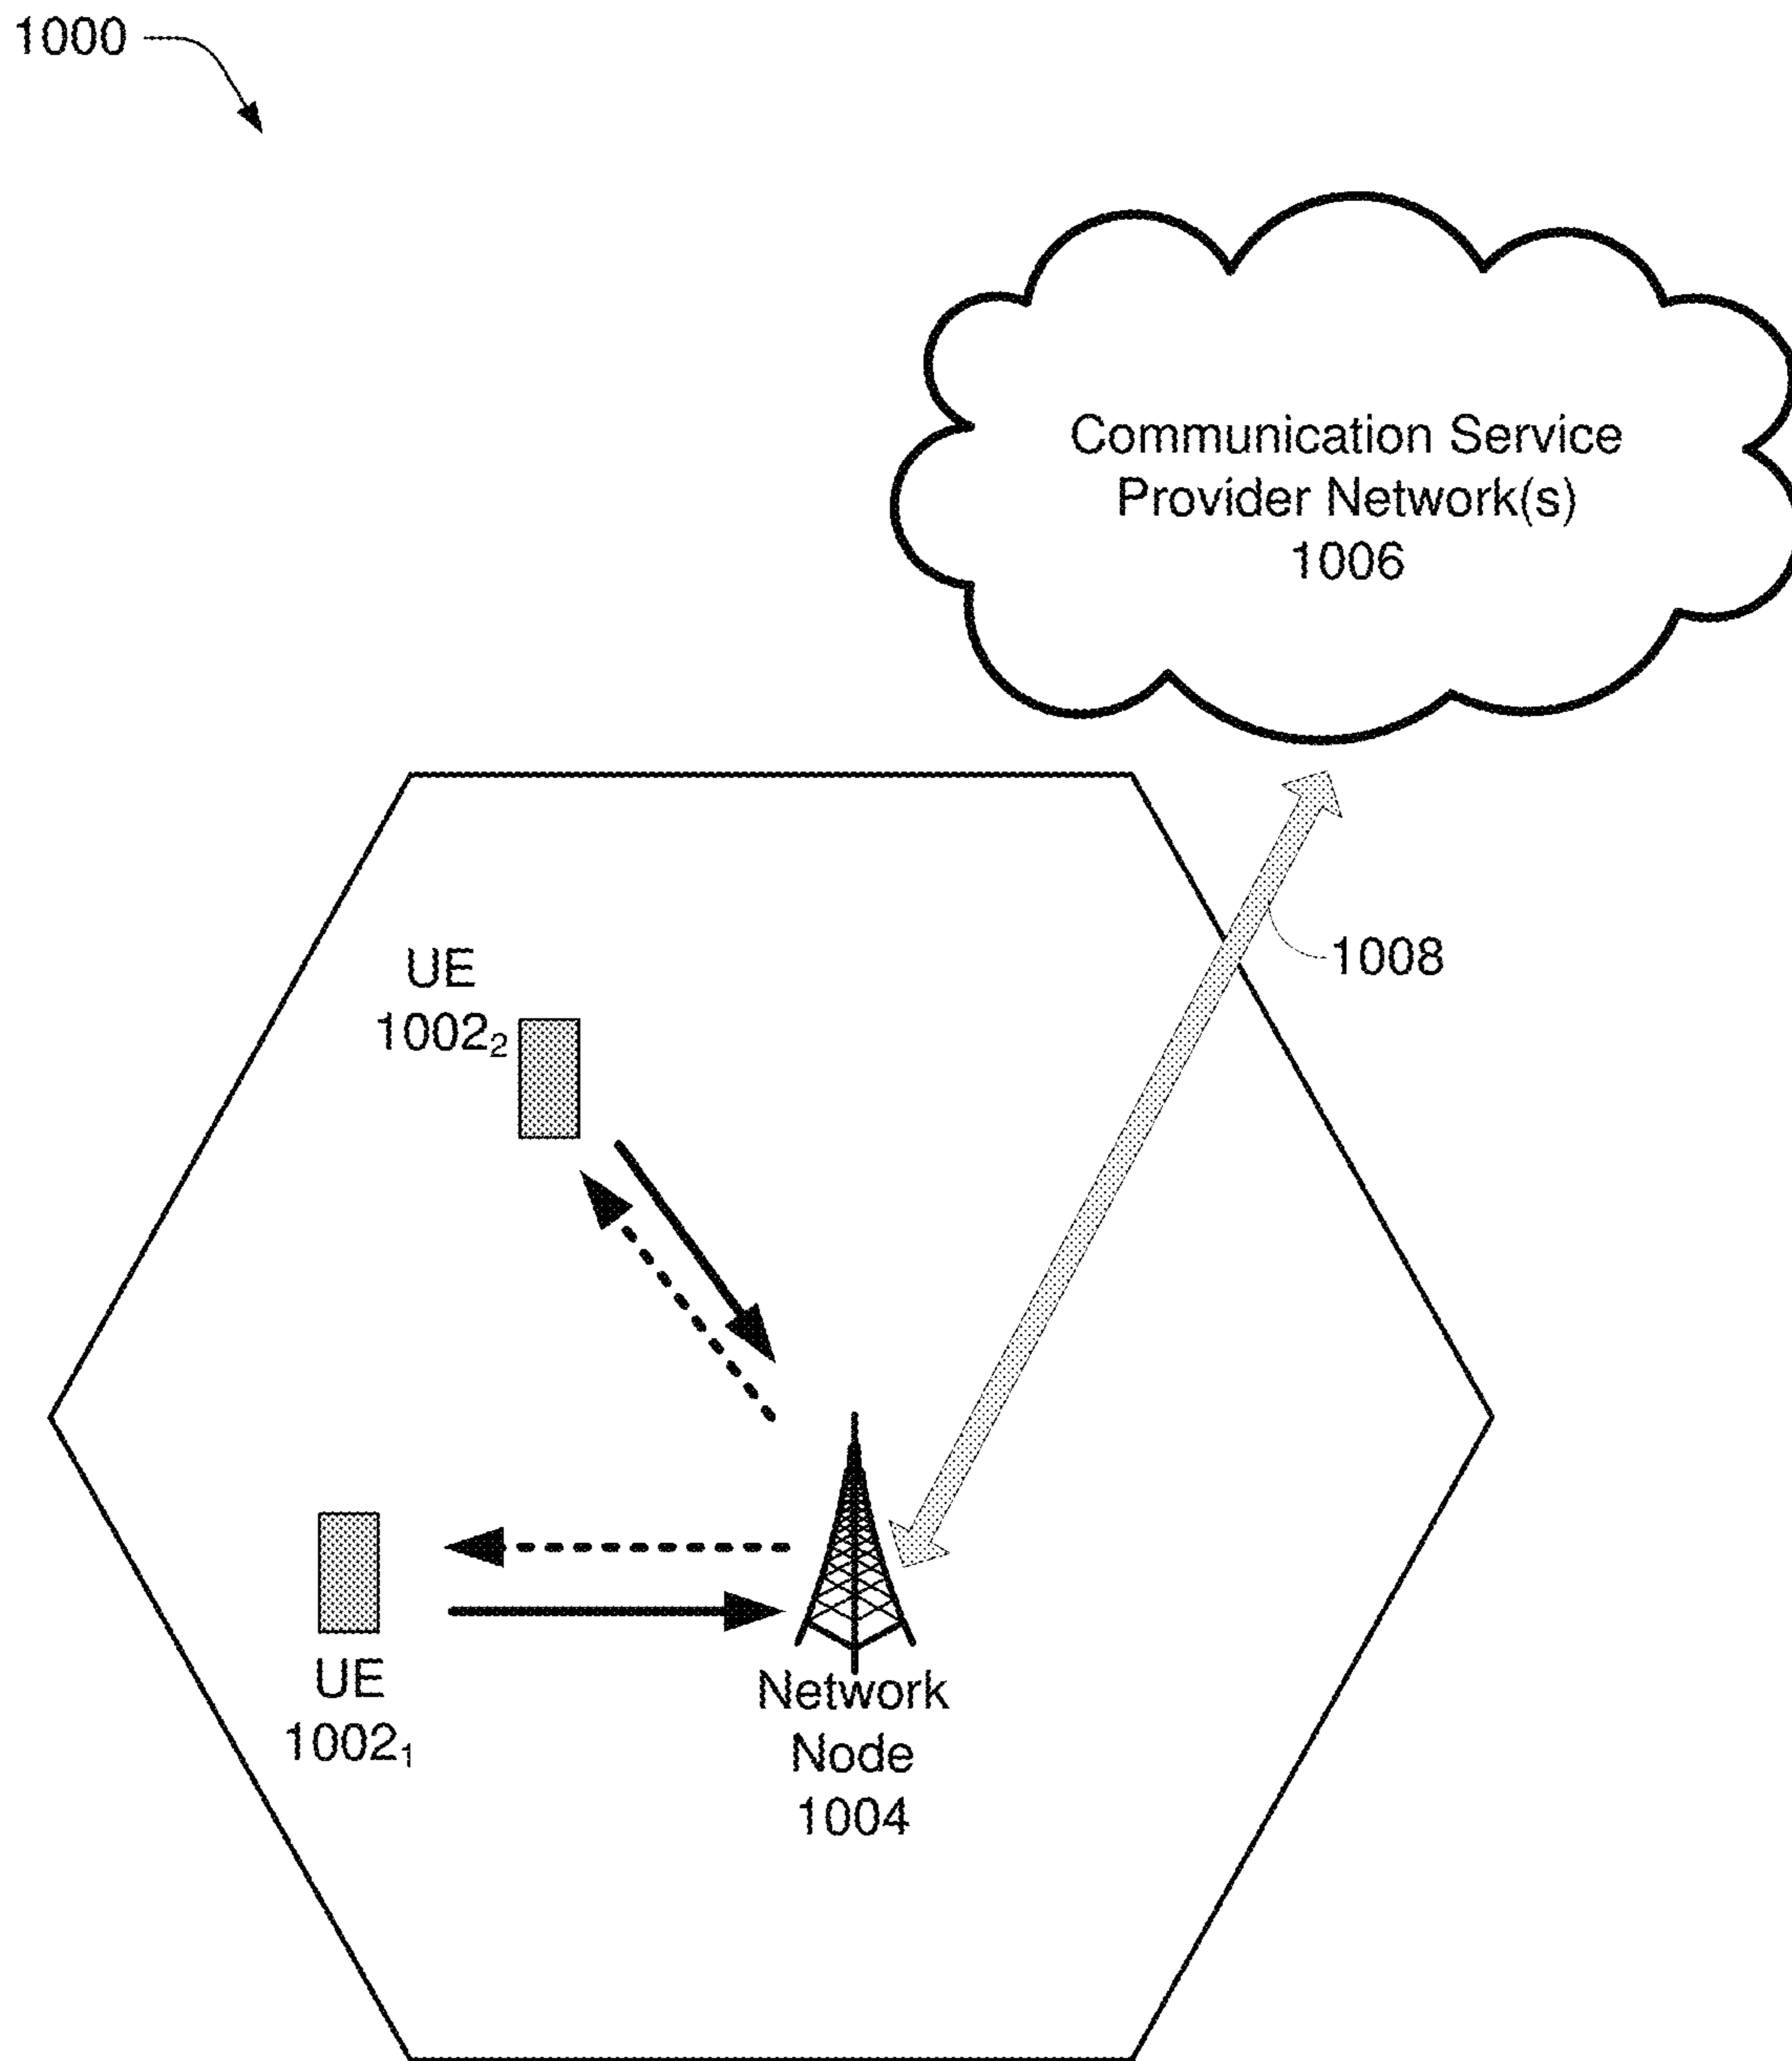 1000
Communication Service
Provider Network(s)
1006
1008
UE
1002₂
UE
1002₁
Network
Node
1004